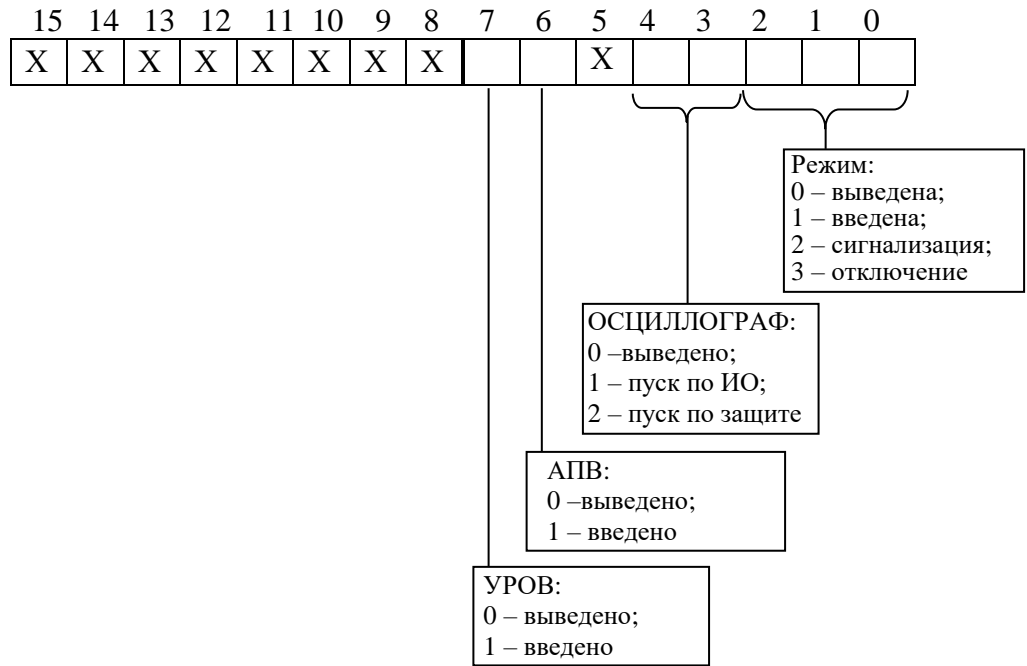 15 14 13 12 11 10 9 8 7 6 5 4 3 2 1 0
X X X X X X X X X
Режим:
0 – выведена;
1 – введена;
2 – сигнализация;
3 – отключение
ОСЦИЛЛОГРАФ:
0 –выведено;
1 – пуск по ИО;
2 – пуск по защите
АПВ:
0 –выведено;
1 – введено
УРОВ:
0 – выведено;
1 – введено